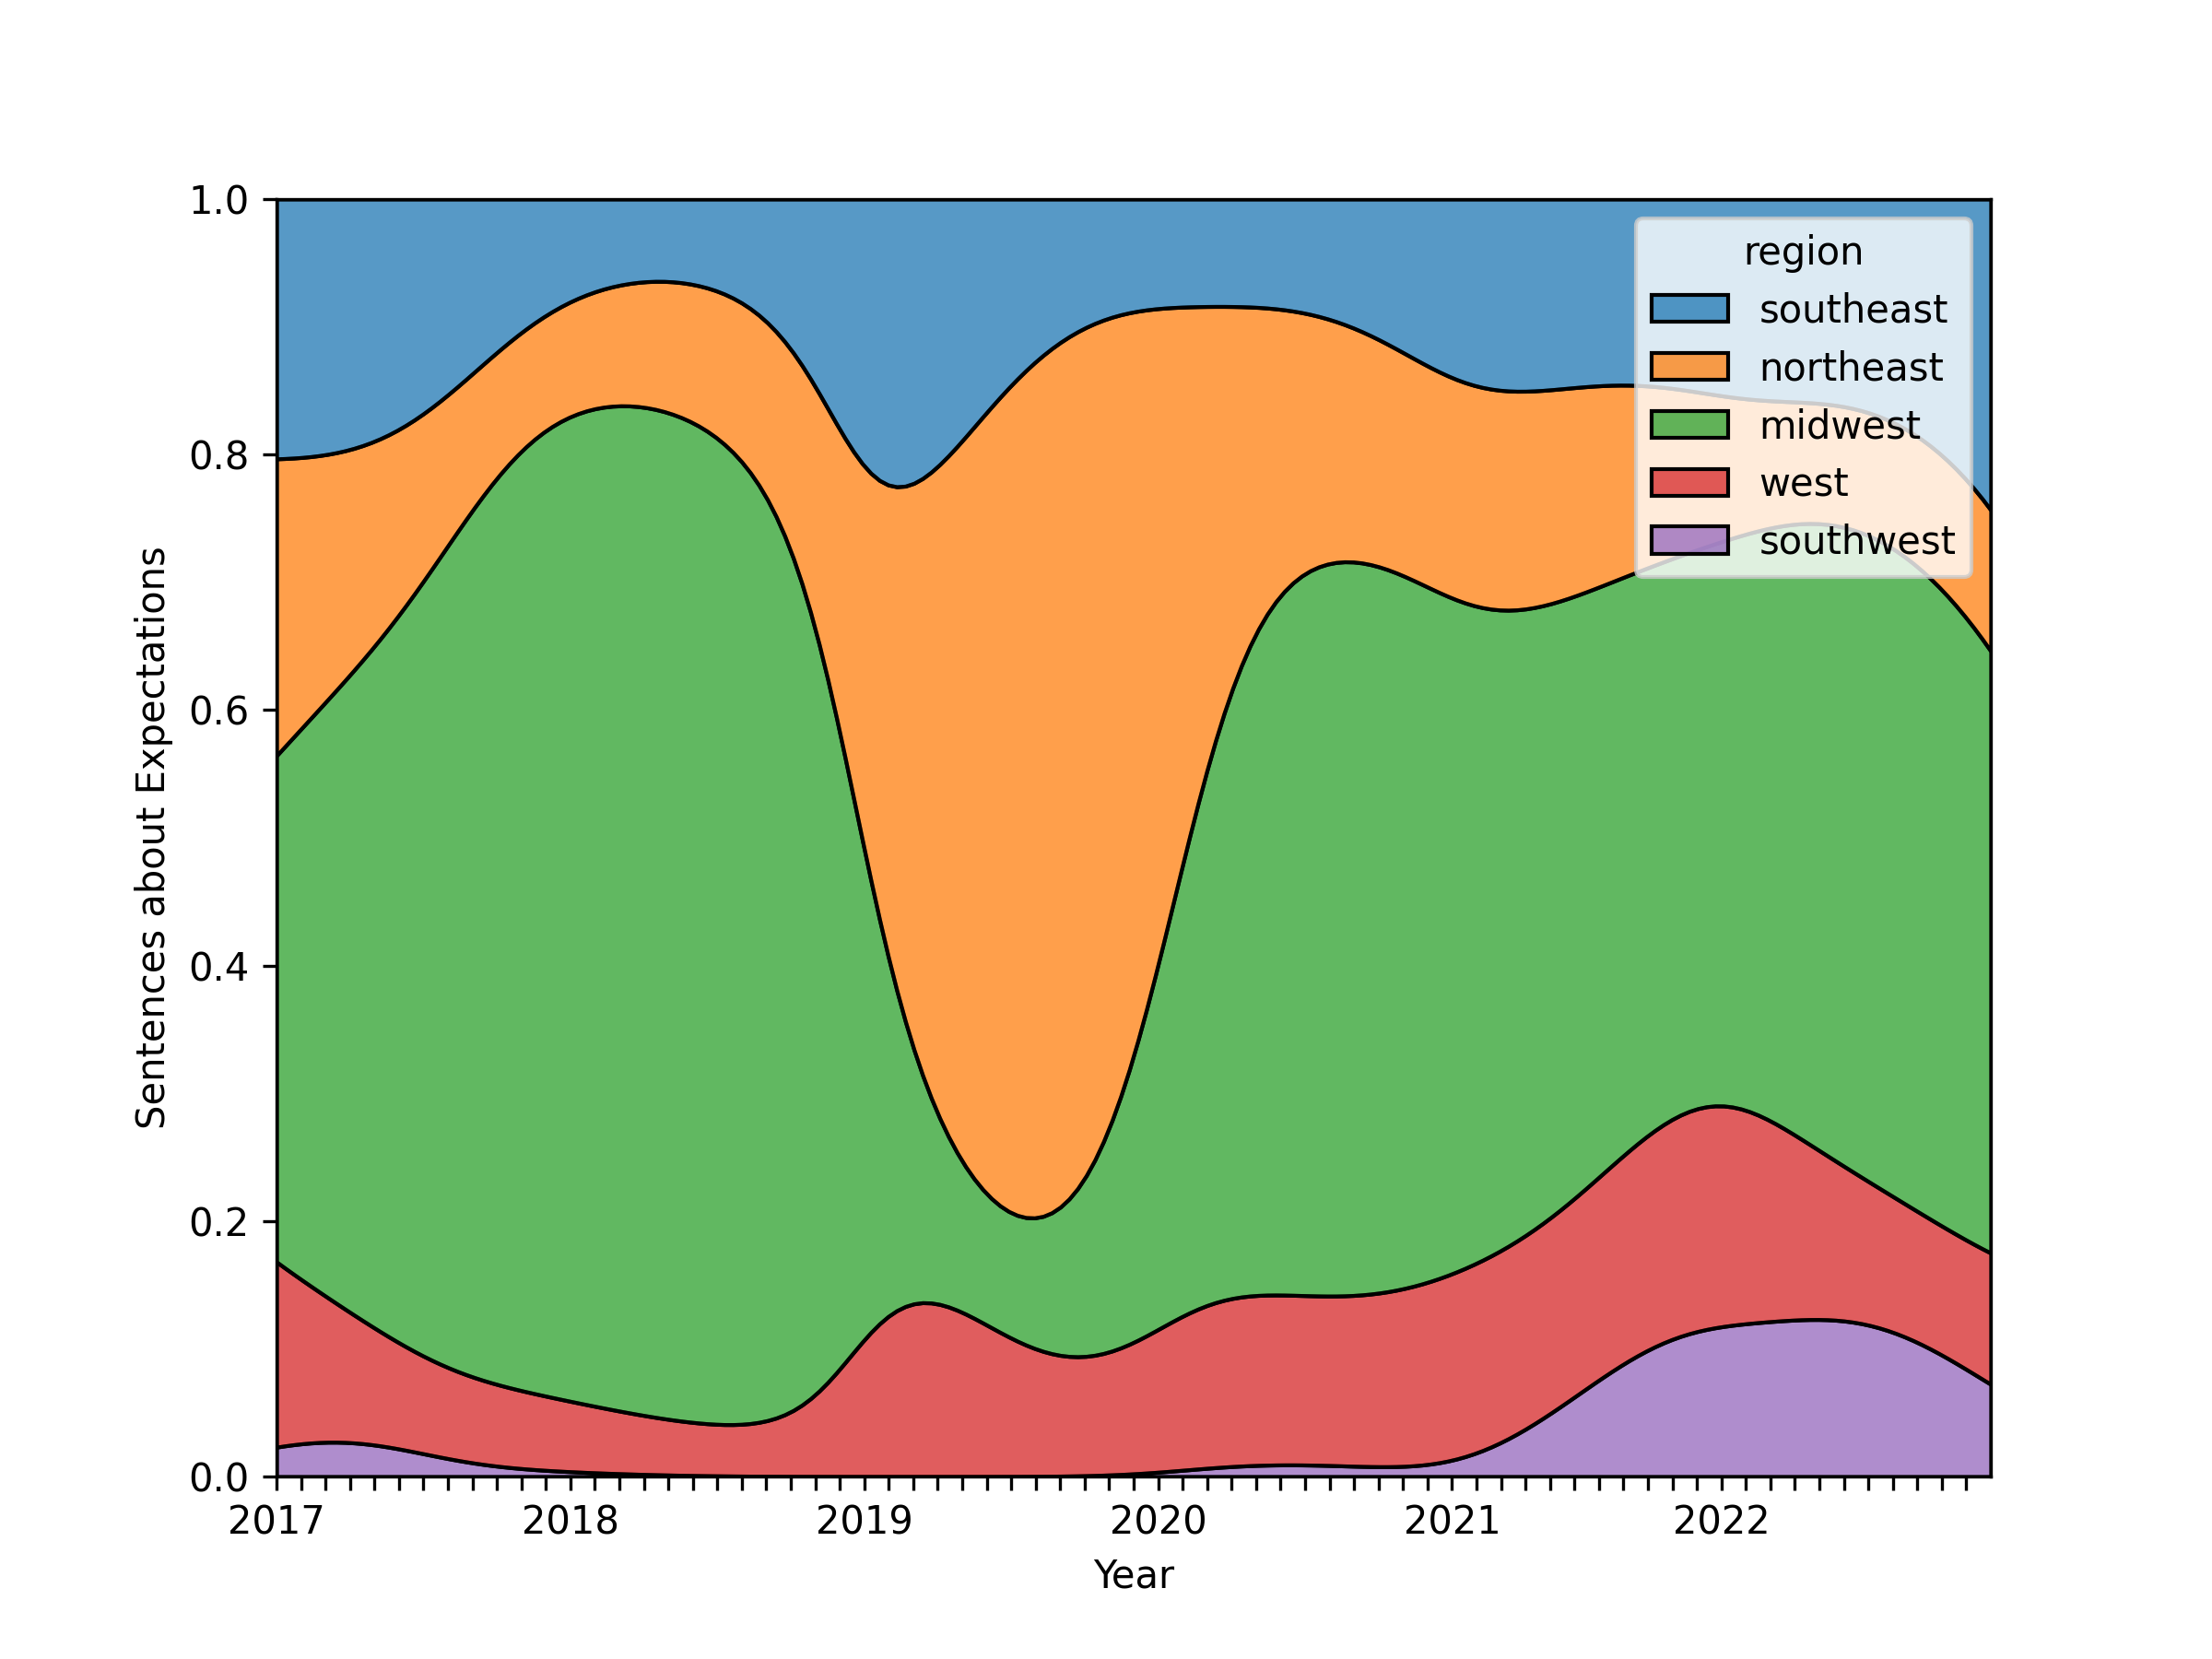 1.0
0.8
0.6
0.4
0.2
0.0
Sentences about Expectations
region
southeast
northeast
midwest
west
southwest
2017 2018 2019 2020 2021 2022
Year